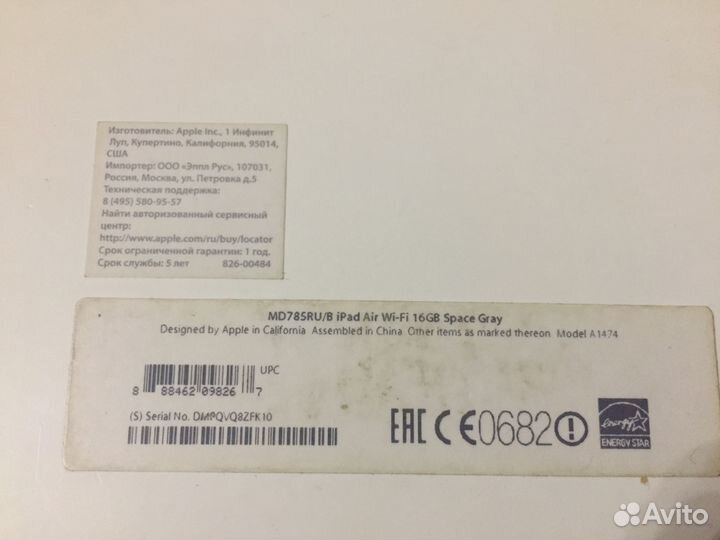 Изготовитель: Apple Inc., 1 Инфинит
Луп, Купертино, Калифорния, 95014,
США
Импортер: ООО «Эппл Рус», 107031,
Россия, Москва, ул. Петровка д.5
Техническая поддержка:
8 (495) 580-95-57
Найти авторизованный сервисный
центр:
http://www.apple.com/ru/buy/locator
Срок ограниченной гарантии: 1 год.
Срок службы: 5 лет 826-00484
MD785RU/B iPad Air Wi-Fi 16GB Space Gray
Designed by Apple in California Assembled in China Other items as marked thereon Model A1474
UPC
8 88462 09826 7
(S) Serial No. DMPQVQ8ZFK10
EAC CE0682
energy
ENERGY STAR
Avito